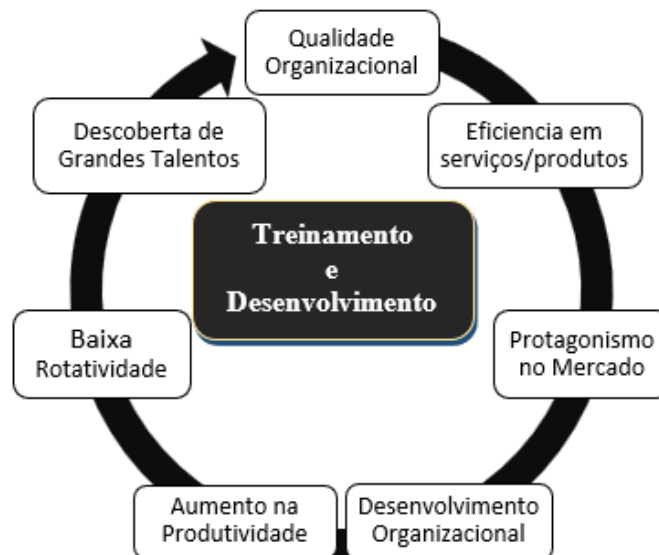 Qualidade
Organizacional
Eficiencia em
serviços/produtos
Protagonismo
no Mercado
Desenvolvimento
Organizacional
Aumento na
Produtividade
Baixa
Rotatividade
Descoberta de
Grandes Talentos
Treinamento
e
Desenvolvimento